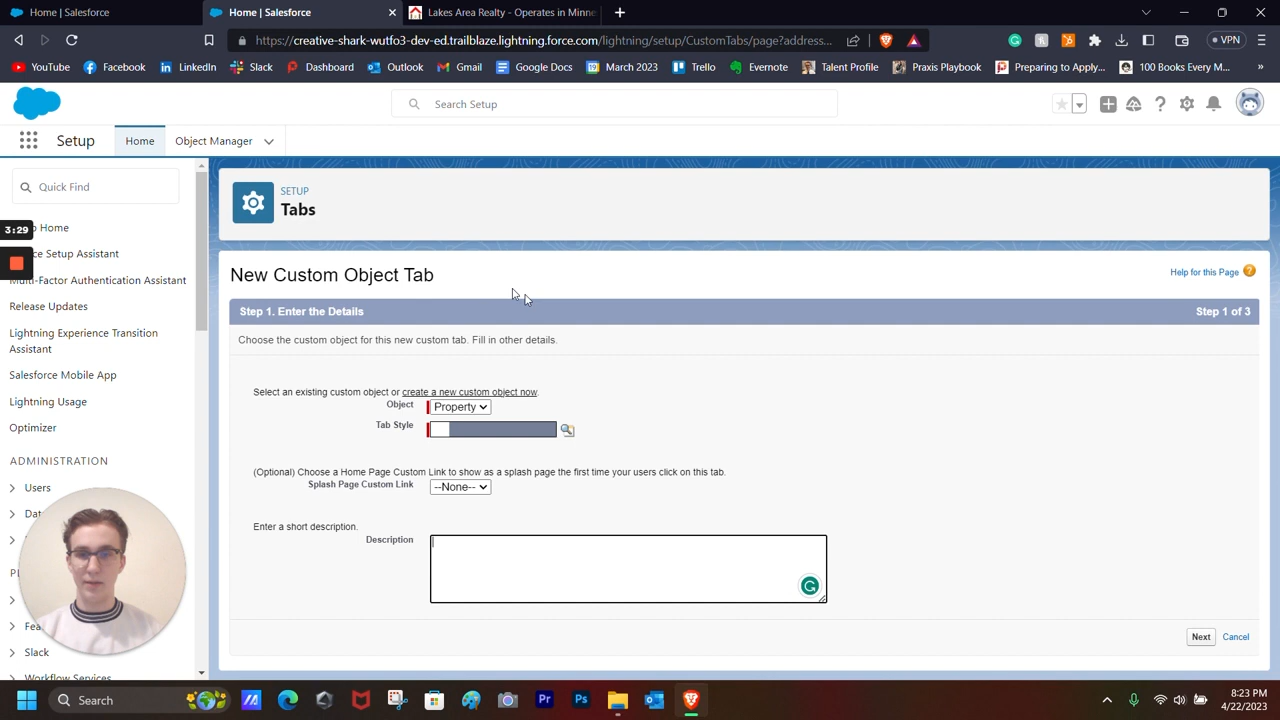 Home | Salesforce
Home | Salesforce
Lakes Area Realty - Operates in Minne
https://creative-shark-wutfo3-dev-ed.trailblaze.lightning.force.com/lightning/setup/CustomTabs/page?address...
VPN
YouTube
Facebook
LinkedIn
Slack
Dashboard
Outlook
Gmail
Google Docs
March 2023
Trello
Evernote
Talent Profile
Praxis Playbook
Preparing to Apply...
100 Books Every M...
Search Setup
Setup
Home
Object Manager
Quick Find
SETUP
Tabs
3:29
Home
ce Setup Assistant
Multi-Factor Authentication Assistant
Release Updates
Lightning Experience Transition
Assistant
Salesforce Mobile App
Lightning Usage
Optimizer
ADMINISTRATION
Users
Dat
P
Fea
Slack
Workflow Services
New Custom Object Tab
Help for this Page
Step 1. Enter the Details
Step 1 of 3
Choose the custom object for this new custom tab. Fill in other details.
Select an existing custom object or create a new custom object now.
Object
Property
Tab Style
(Optional) Choose a Home Page Custom Link to show as a splash page the first time your users click on this tab.
Splash Page Custom Link
--None--
Enter a short description.
Description
Next
Cancel
Search
Pr
Ps
8:23 PM
4/22/2023